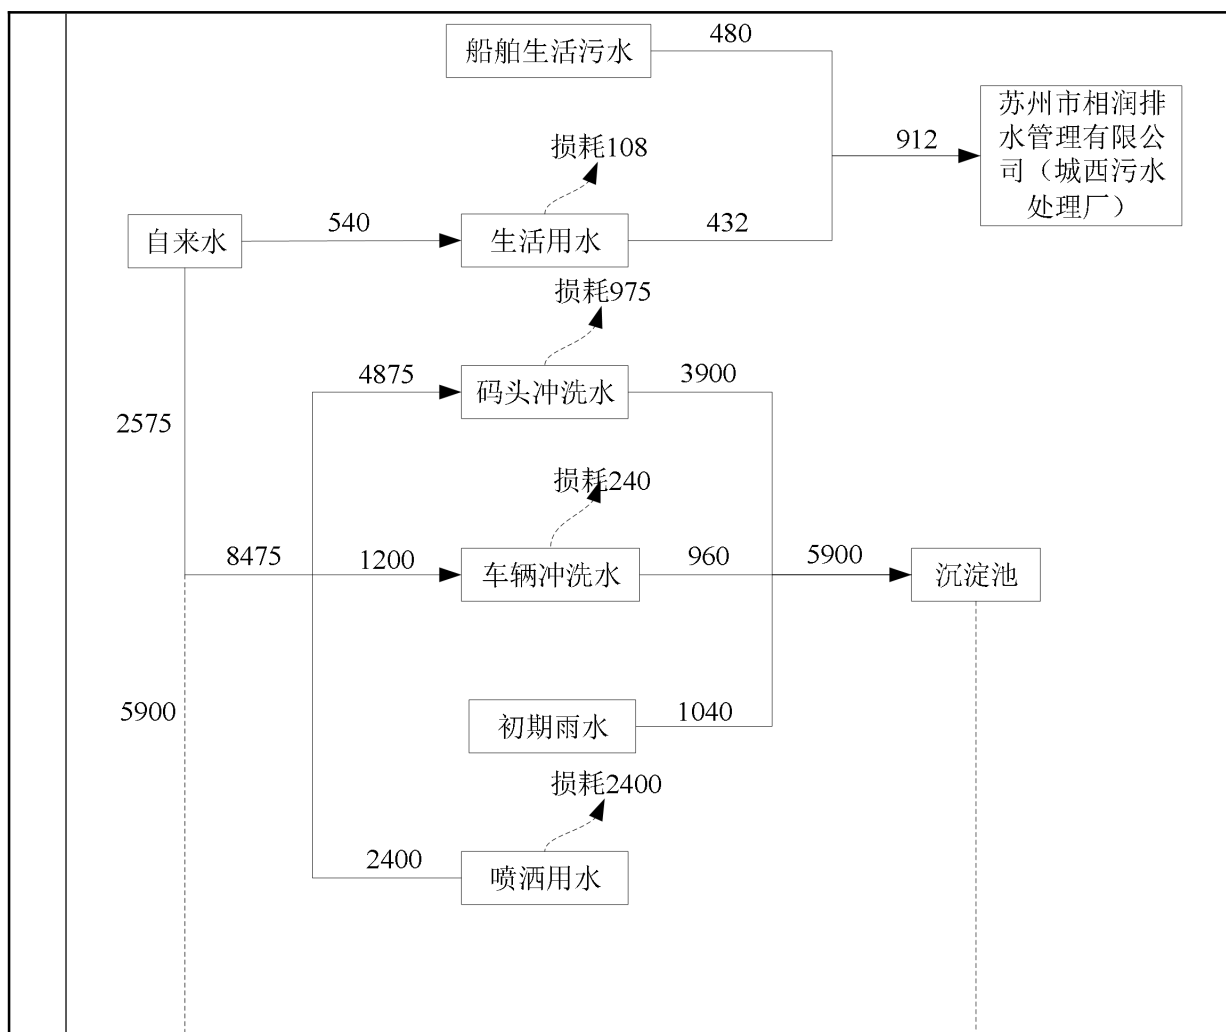 船舶生活污水
480
苏州市相润排
水管理有限公
司（城西污水
处理厂）
912
损耗108
自来水
540
生活用水
432
损耗975
4875
码头冲洗水
3900
2575
损耗240
8475
1200
车辆冲洗水
960
5900
沉淀池
5900
初期雨水
1040
损耗2400
2400
喷洒用水